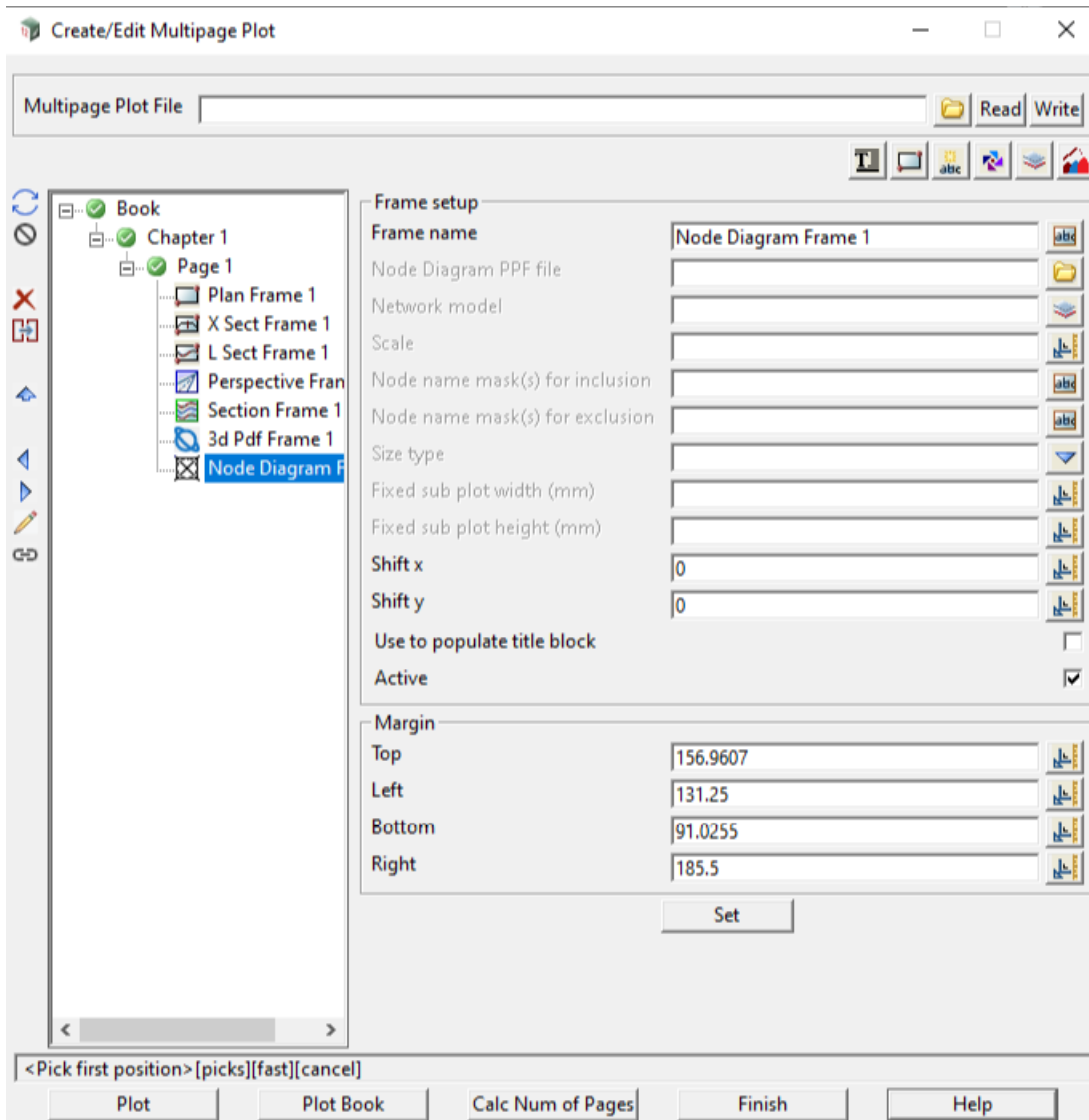 Create/Edit Multipage Plot
Multipage Plot File
Read
Write
T
abc
Book
Chapter 1
Page 1
Plan Frame 1
X Sect Frame 1
L Sect Frame 1
Perspective Fran
Section Frame 1
3d Pdf Frame 1
Node Diagram F
Frame setup
Frame name Node Diagram Frame 1 abc
Node Diagram PPF file
Network model
Scale
Node name mask(s) for inclusion abc
Node name mask(s) for exclusion abc
Size type
Fixed sub plot width (mm)
Fixed sub plot height (mm)
Shift x 0
Shift y 0
Use to populate title block
Active
Margin
Top 156.9607
Left 131.25
Bottom 91.0255
Right 185.5
Set
<Pick first position>[picks][fast][cancel]
Plot Plot Book Calc Num of Pages Finish Help